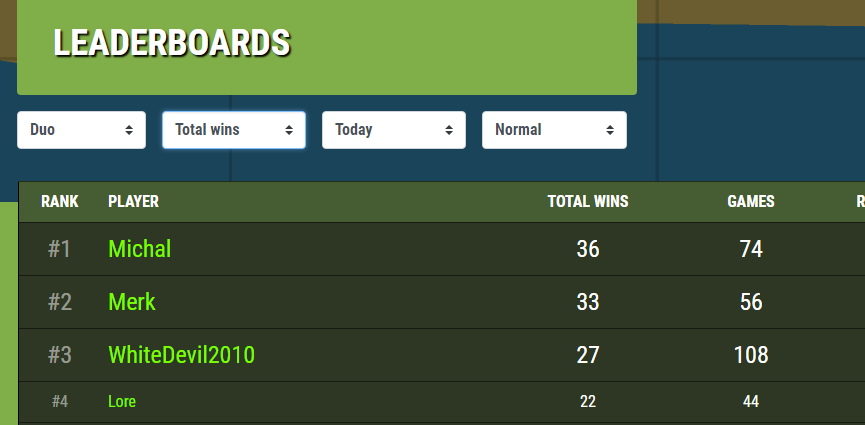 LEADERBOARDS
Duo Total wins Today Normal
RANK PLAYER TOTAL WINS GAMES
#1 Michal 36 74
#2 Merk 33 56
#3 WhiteDevil2010 27 108
#4 Lore 22 44